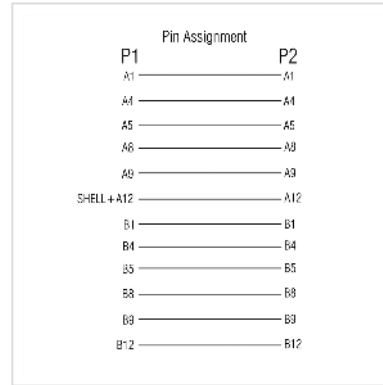 Pin Assignment
P1 P2
A1 A1
A4 A4
A5 A5
A8 A8
A9 A9
SHELL + A12 A12
B1 B1
B4 B4
B5 B5
B8 B8
B9 B9
B12 B12